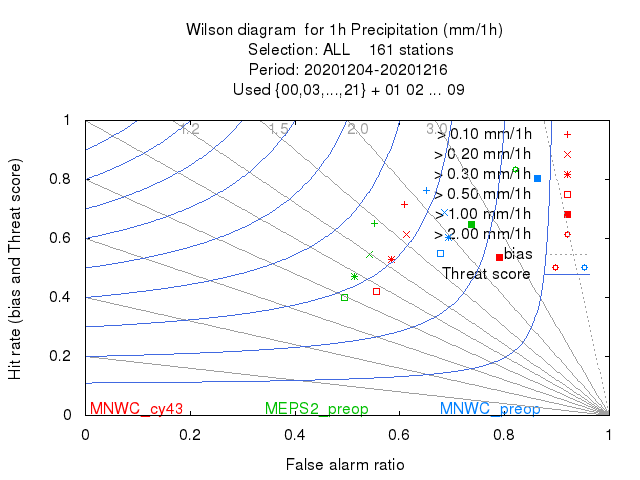 Wilson diagram  for 1h Precipitation (mm/1h)
Selection: ALL    161 stations
Period: 20201204-20201216
Used {00,03,...,21} + 01 02 ... 09
1.2 1.5 2.0 3.0
> 0.10 mm/1h
> 0.20 mm/1h
> 0.30 mm/1h
> 0.50 mm/1h
> 1.00 mm/1h
> 2.00 mm/1h
bias
Threat score
1
0.8
0.6
0.4
0.2
0
Hit rate (bias and Threat score)
MNWC_cy43 MEPS2_preop MNWC_preop
0 0.2 0.4 0.6 0.8 1
False alarm ratio